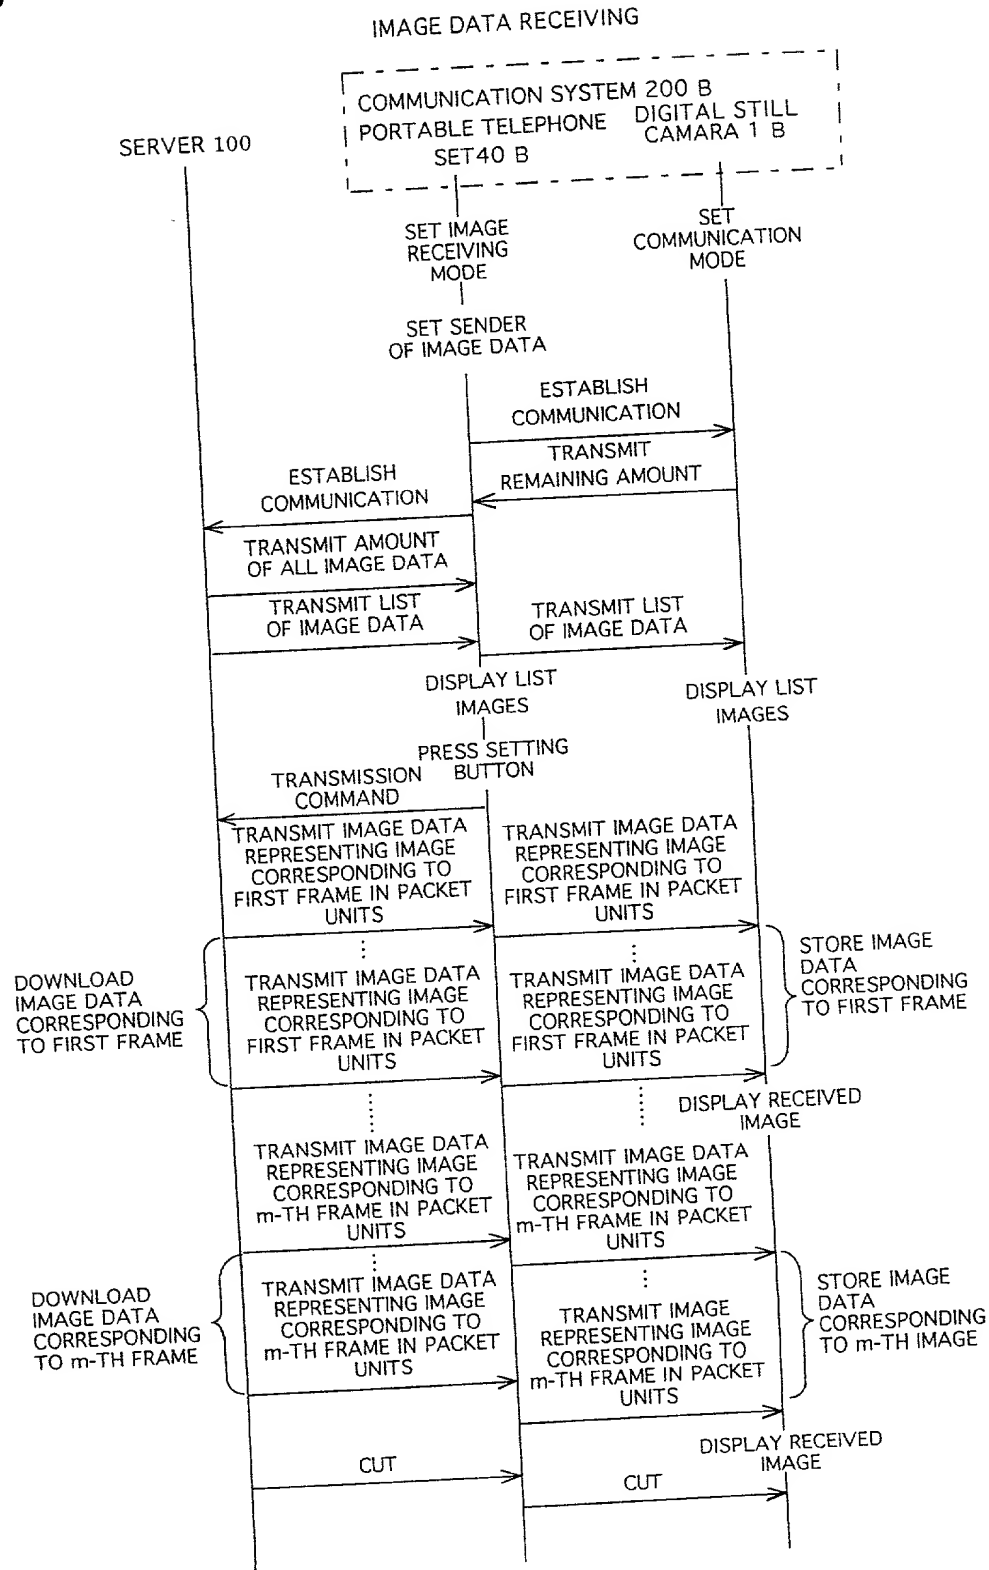 IMAGE DATA RECEIVING
COMMUNICATION SYSTEM 200 B
PORTABLE TELEPHONE
SET40 B
DIGITAL STILL
CAMARA 1 B
SERVER 100
SET IMAGE
RECEIVING
MODE
SET
COMMUNICATION
MODE
SET SENDER
OF IMAGE DATA
ESTABLISH
COMMUNICATION
TRANSMIT
REMAINING AMOUNT
ESTABLISH
COMMUNICATION
TRANSMIT AMOUNT
OF ALL IMAGE DATA
TRANSMIT LIST
OF IMAGE DATA
TRANSMIT LIST
OF IMAGE DATA
DISPLAY LIST
IMAGES
DISPLAY LIST
IMAGES
PRESS SETTING
BUTTON
TRANSMISSION
COMMAND
TRANSMIT IMAGE DATA
REPRESENTING IMAGE
CORRESPONDING TO
FIRST FRAME IN PACKET
UNITS
TRANSMIT IMAGE DATA
REPRESENTING IMAGE
CORRESPONDING TO
FIRST FRAME IN PACKET
UNITS
DOWNLOAD
IMAGE DATA
CORRESPONDING
TO FIRST FRAME
TRANSMIT IMAGE DATA
REPRESENTING IMAGE
CORRESPONDING TO
FIRST FRAME IN PACKET
UNITS
TRANSMIT IMAGE DATA
REPRESENTING IMAGE
CORRESPONDING TO
FIRST FRAME IN PACKET
UNITS
STORE IMAGE
DATA
CORRESPONDING
TO FIRST FRAME
DISPLAY RECEIVED
IMAGE
TRANSMIT IMAGE DATA
REPRESENTING IMAGE
CORRESPONDING TO
m-TH FRAME IN PACKET
UNITS
TRANSMIT IMAGE DATA
REPRESENTING IMAGE
CORRESPONDING TO
m-TH FRAME IN PACKET
UNITS
DOWNLOAD
IMAGE DATA
CORRESPONDING
TO m-TH FRAME
TRANSMIT IMAGE DATA
REPRESENTING IMAGE
CORRESPONDING TO
m-TH FRAME IN PACKET
UNITS
TRANSMIT IMAGE
REPRESENTING IMAGE
CORRESPONDING TO
m-TH FRAME IN PACKET
UNITS
STORE IMAGE
DATA
CORRESPONDING
TO m-TH IMAGE
DISPLAY RECEIVED
IMAGE
CUT
CUT